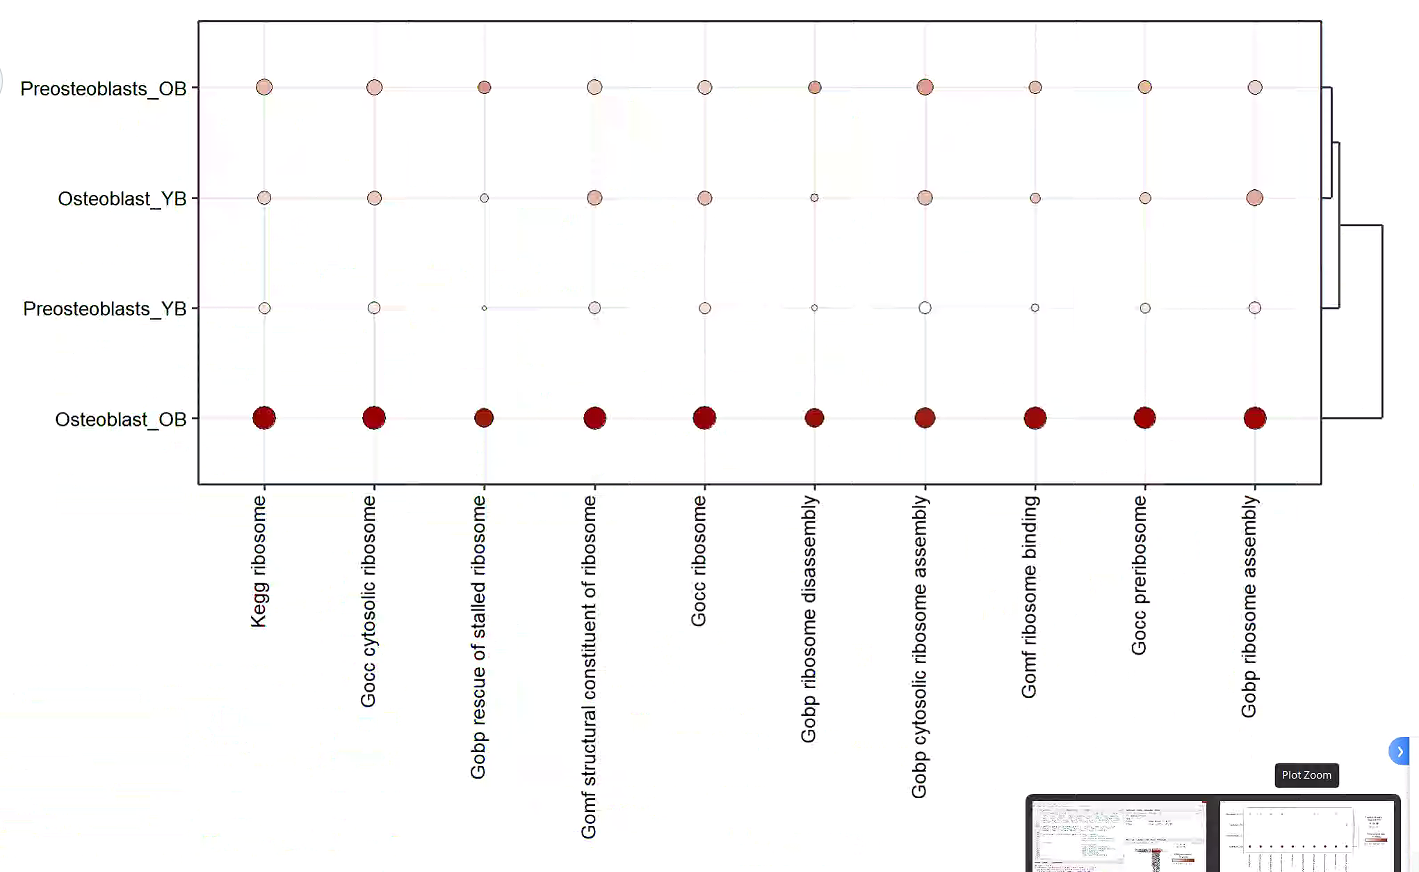 Preosteoblasts_OB
Osteoblast_YB
Preosteoblasts_YB
Osteoblast_OB
Kegg ribosome
Gocc cytosolic ribosome
Gobp rescue of stalled ribosome
Gomf structural constituent of ribosome
Gocc ribosome
Gobp ribosome disassembly
Gobp cytosolic ribosome assembly
Gomf ribosome binding
Gocc preribosome
Gobp ribosome assembly
Plot Zoom